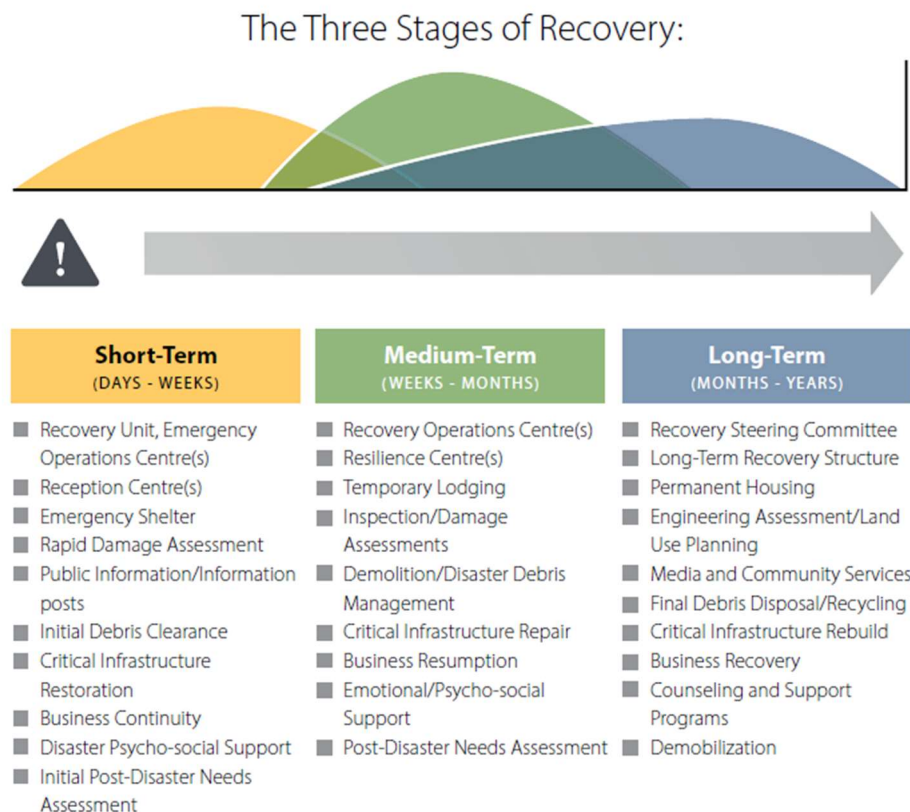 The Three Stages of Recovery:
!
Short-Term
(DAYS - WEEKS)
Recovery Unit, Emergency
Operations Centre(s)
Reception Centre(s)
Emergency Shelter
Rapid Damage Assessment
Public Information/Information
posts
Initial Debris Clearance
Critical Infrastructure
Restoration
Business Continuity
Disaster Psycho-social Support
Initial Post-Disaster Needs
Assessment
Medium-Term
(WEEKS - MONTHS)
Recovery Operations Centre(s)
Resilience Centre(s)
Temporary Lodging
Inspection/Damage
Assessments
Demolition/Disaster Debris
Management
Critical Infrastructure Repair
Business Resumption
Emotional/Psycho-social
Support
Post-Disaster Needs Assessment
Long-Term
(MONTHS - YEARS)
Recovery Steering Committee
Long-Term Recovery Structure
Permanent Housing
Engineering Assessment/Land
Use Planning
Media and Community Services
Final Debris Disposal/Recycling
Critical Infrastructure Rebuild
Business Recovery
Counseling and Support
Programs
Demobilization